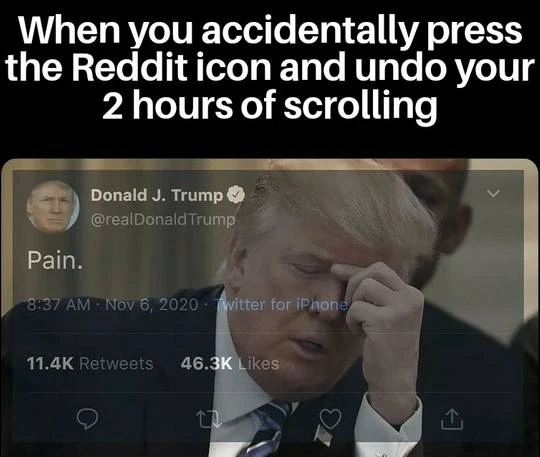 When you accidentally press
the Reddit icon and undo your
2 hours of scrolling
Donald J. Trump
@realDonaldTrump
Pain.
8:37 AM · Nov 6, 2020 · Twitter for iPhone
11.4K Retweets 46.3K Likes